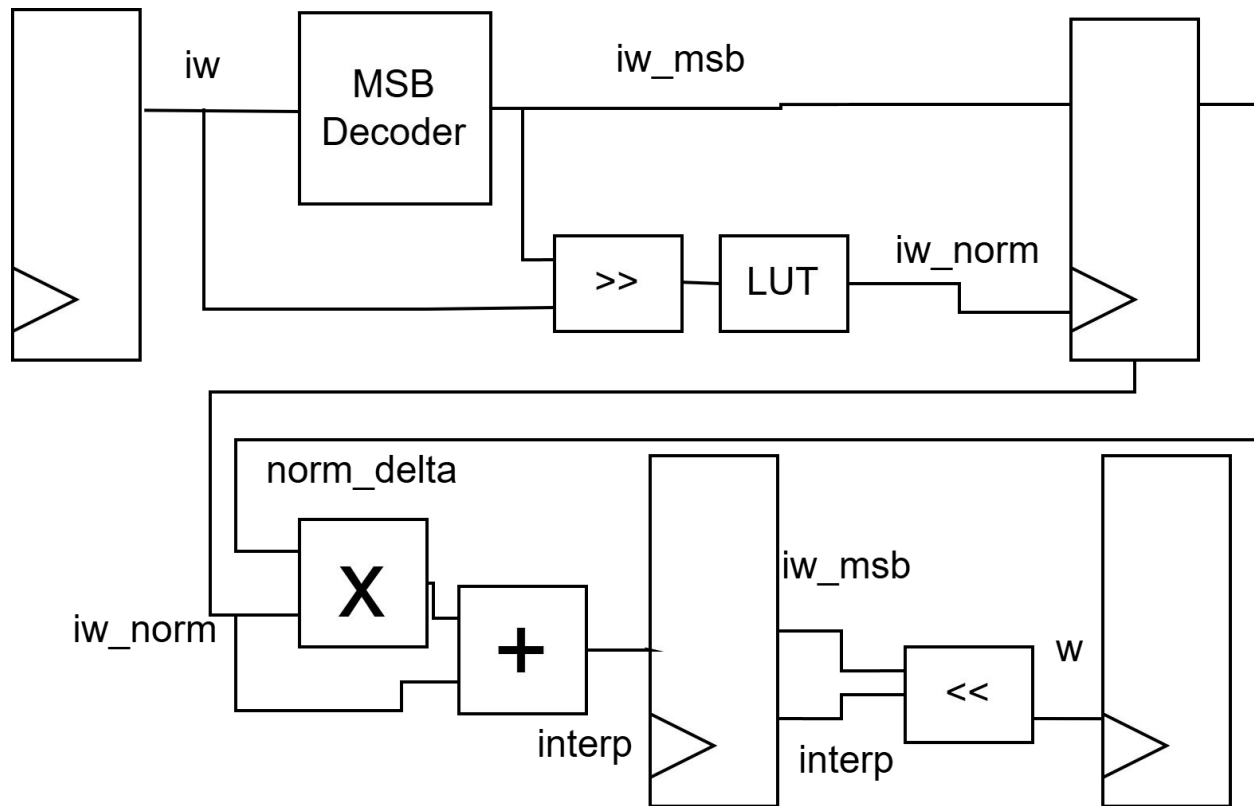 iw
MSB
Decoder
iw_msb
>>
LUT
iw_norm
norm_delta
X
iw_norm
+
interp
iw_msb
interp
<<
w